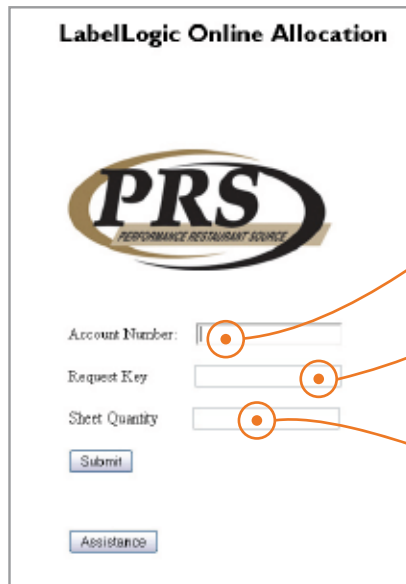 LabelLogic Online Allocation
PRS
PERFORMANCE RESTAURANT SOURCE
Account Number:
Request Key
Sheet Quantity
Submit
Assistance